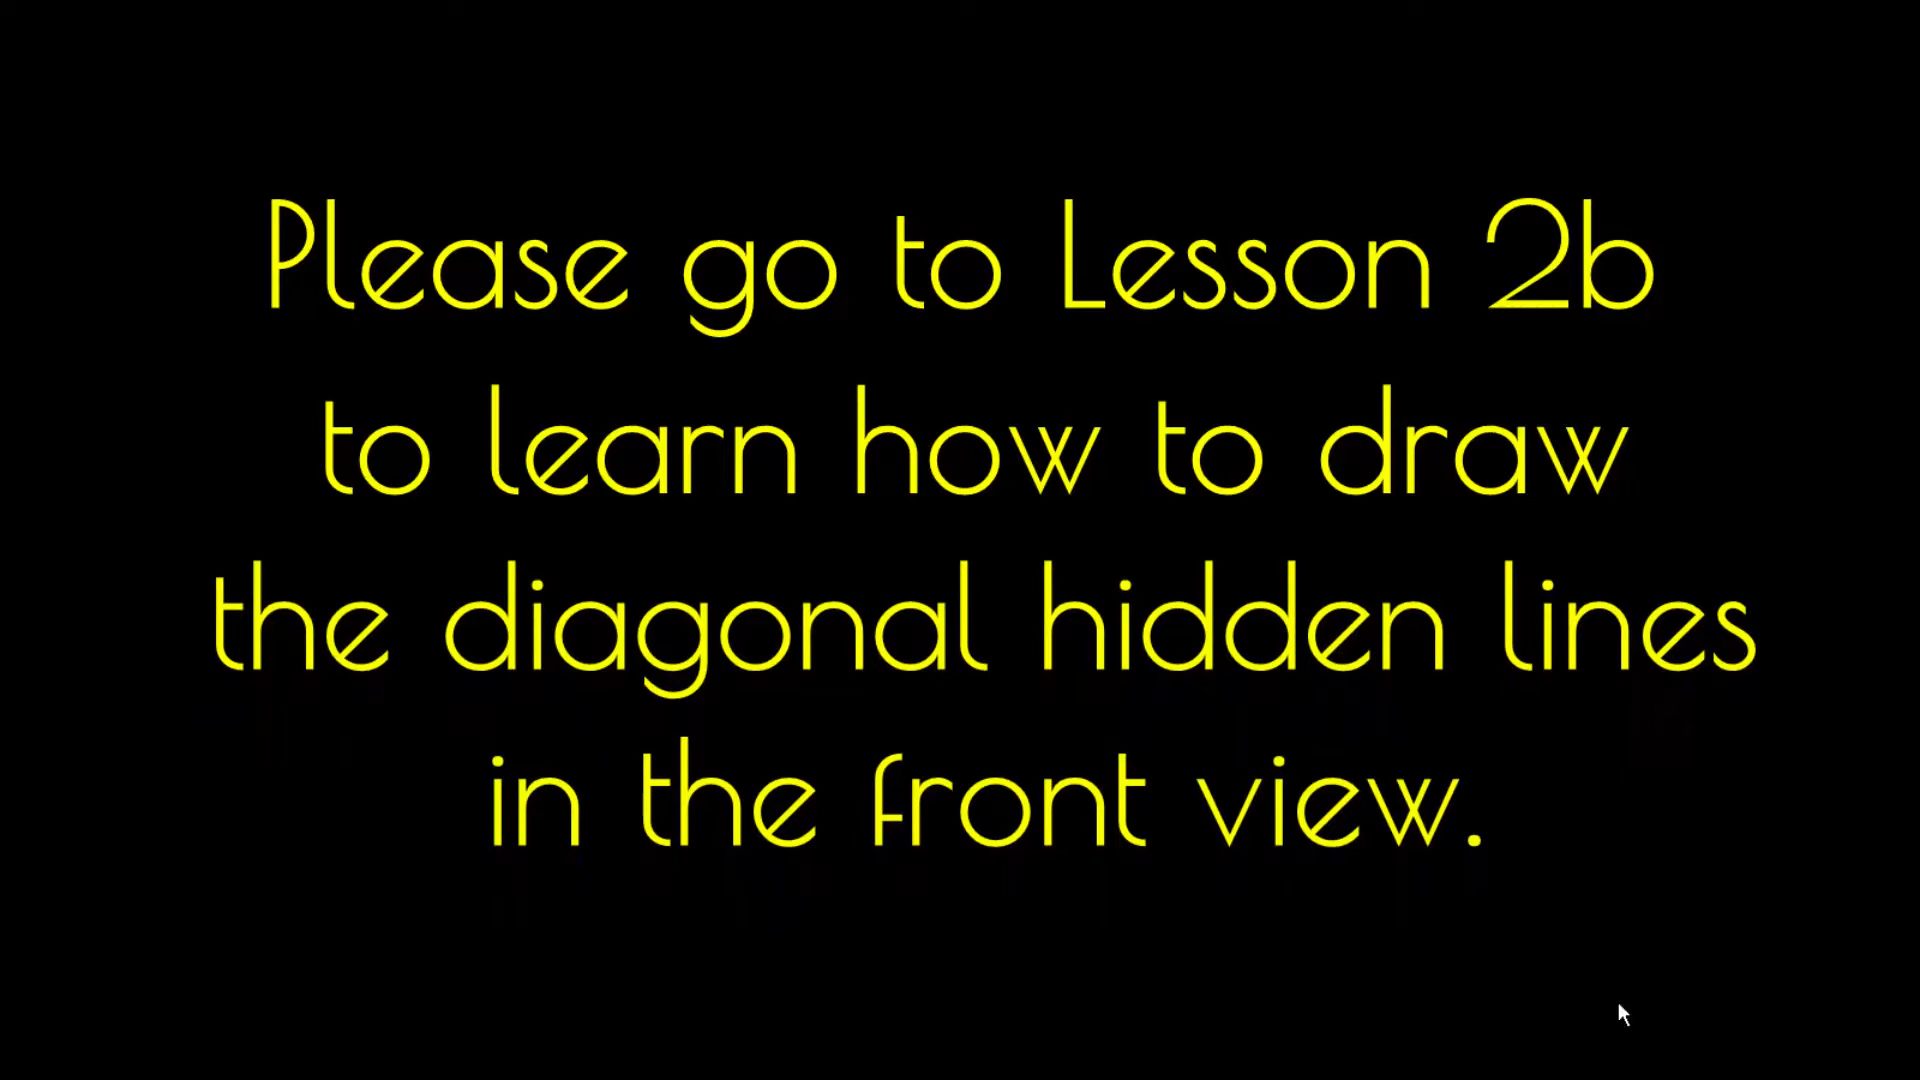 Please go to Lesson 2b
to learn how to draw
the diagonal hidden lines
in the front view.